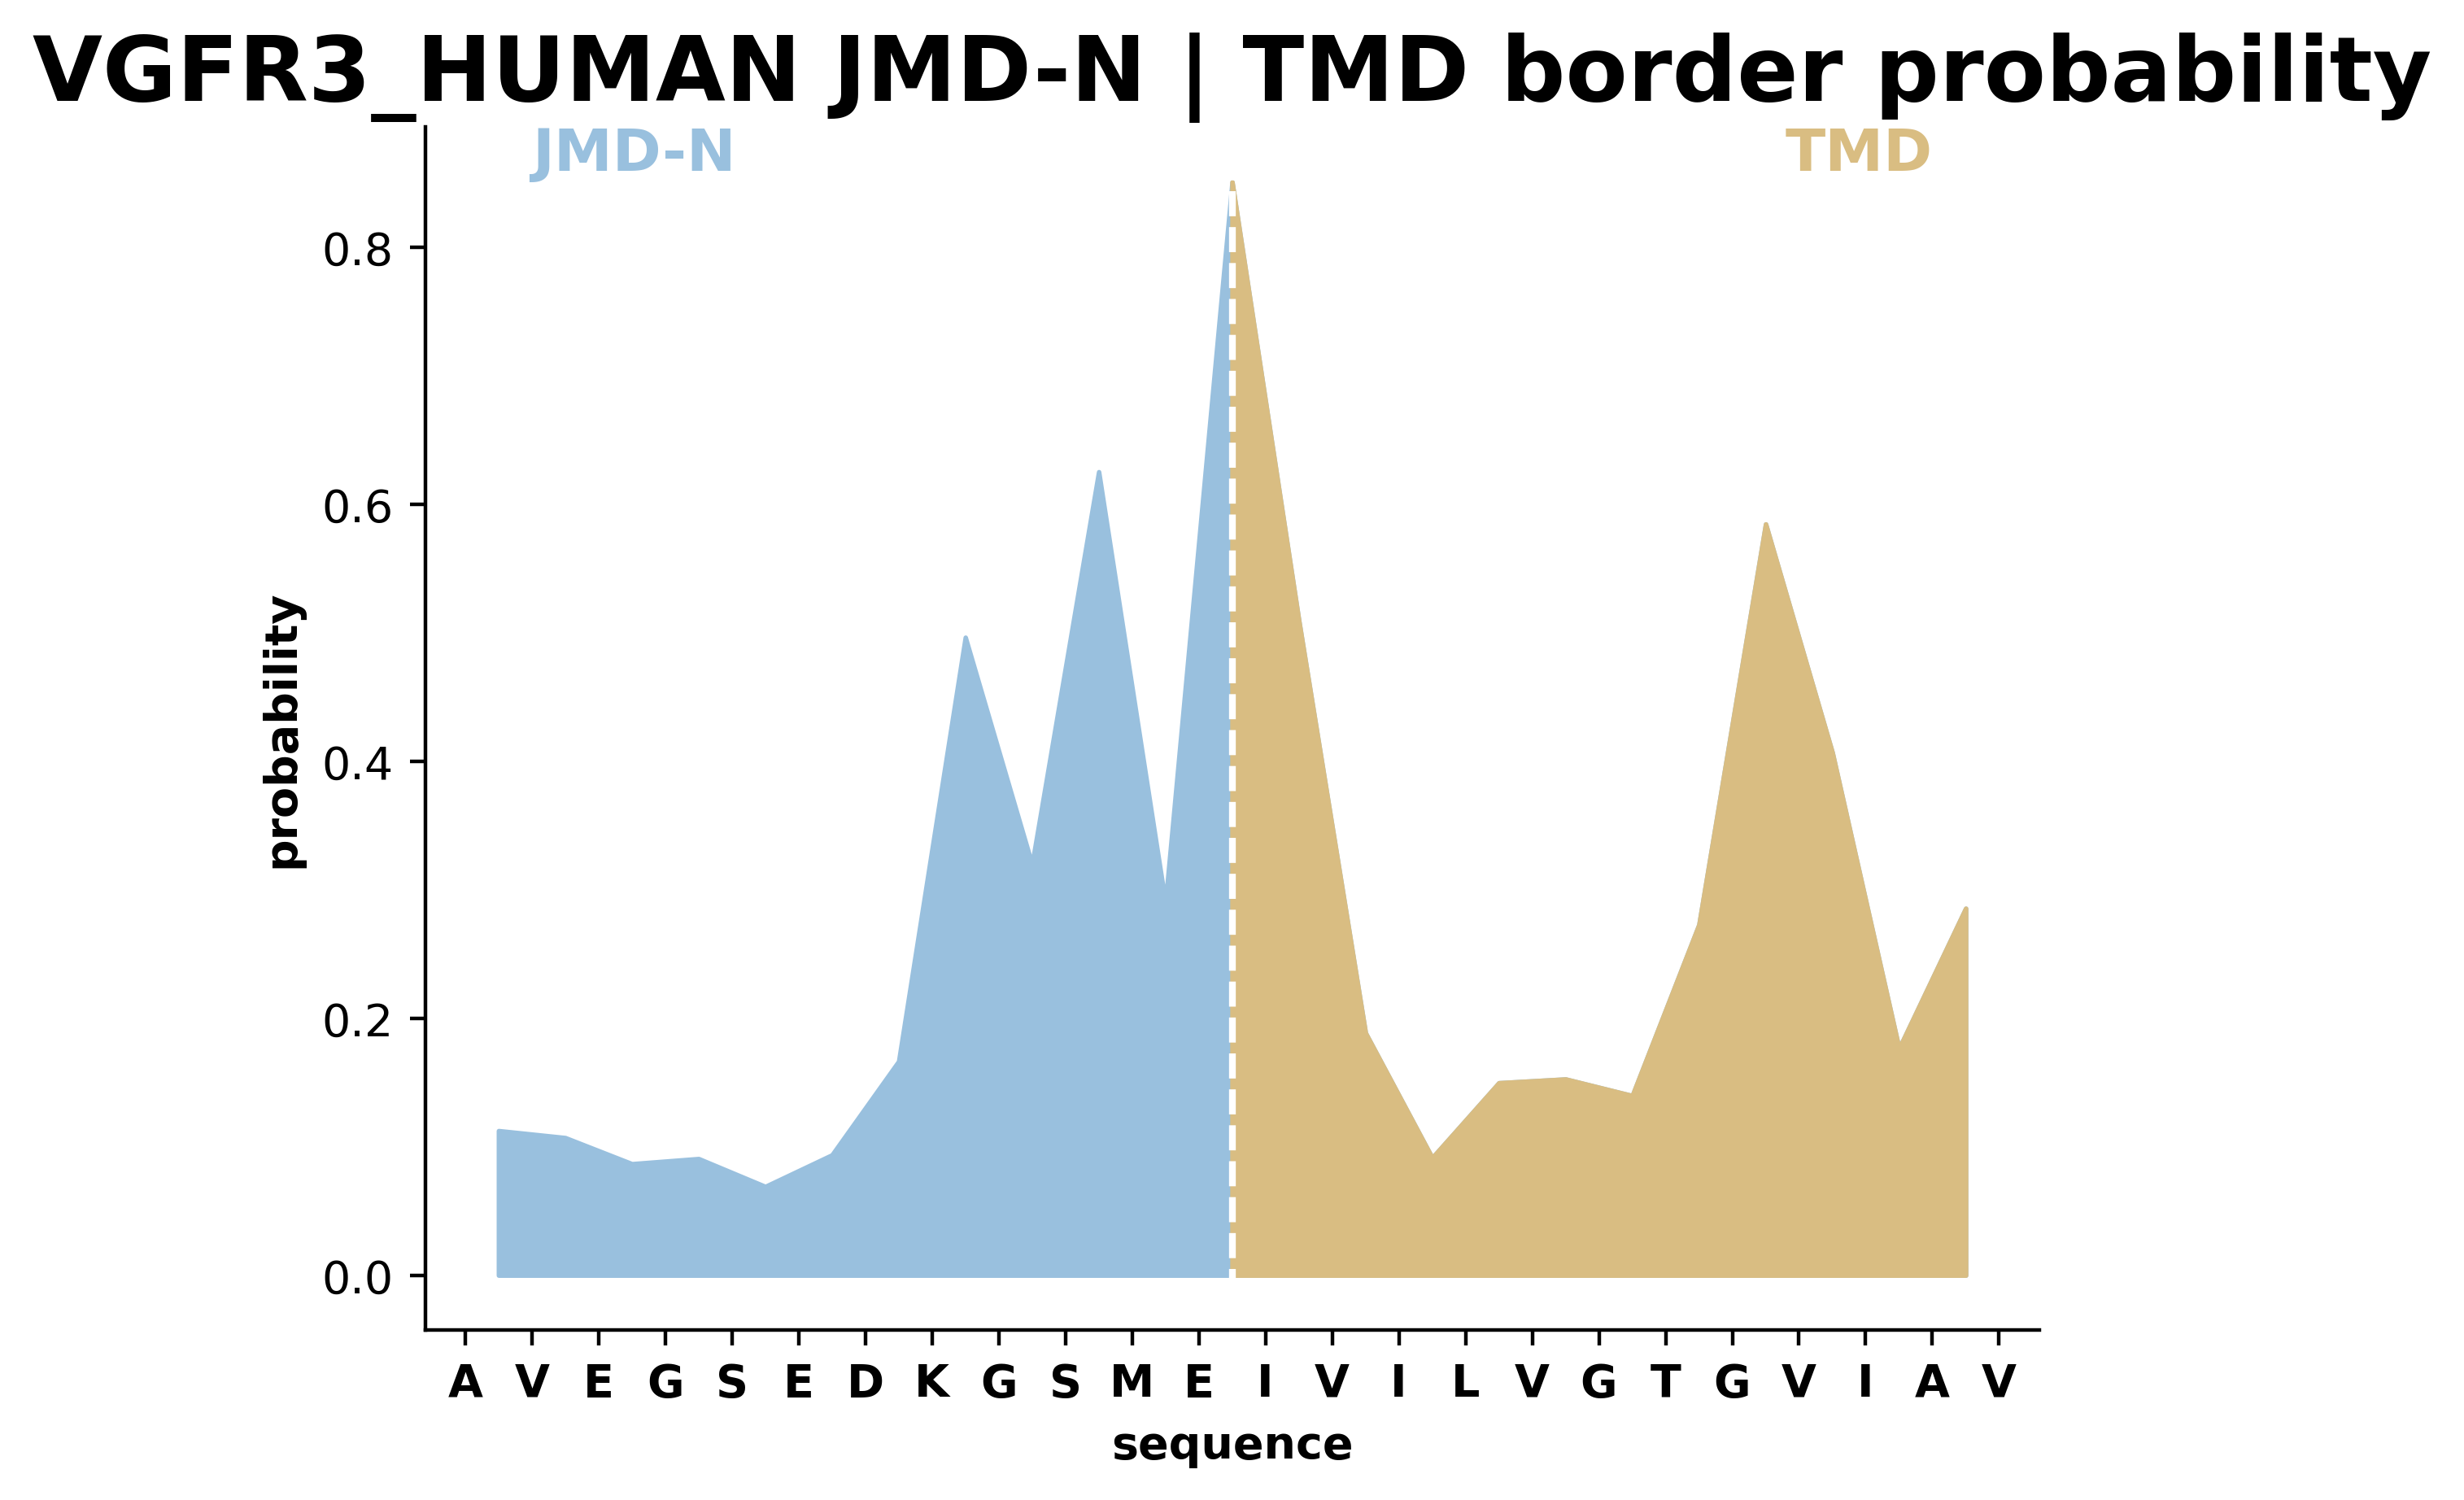 VGFR3_HUMAN JMD-N | TMD border probability
JMD-N TMD
0.8
0.6
0.4
0.2
0.0
probability
A V E G S E D K G S M E I V I L V G T G V I A V
sequence